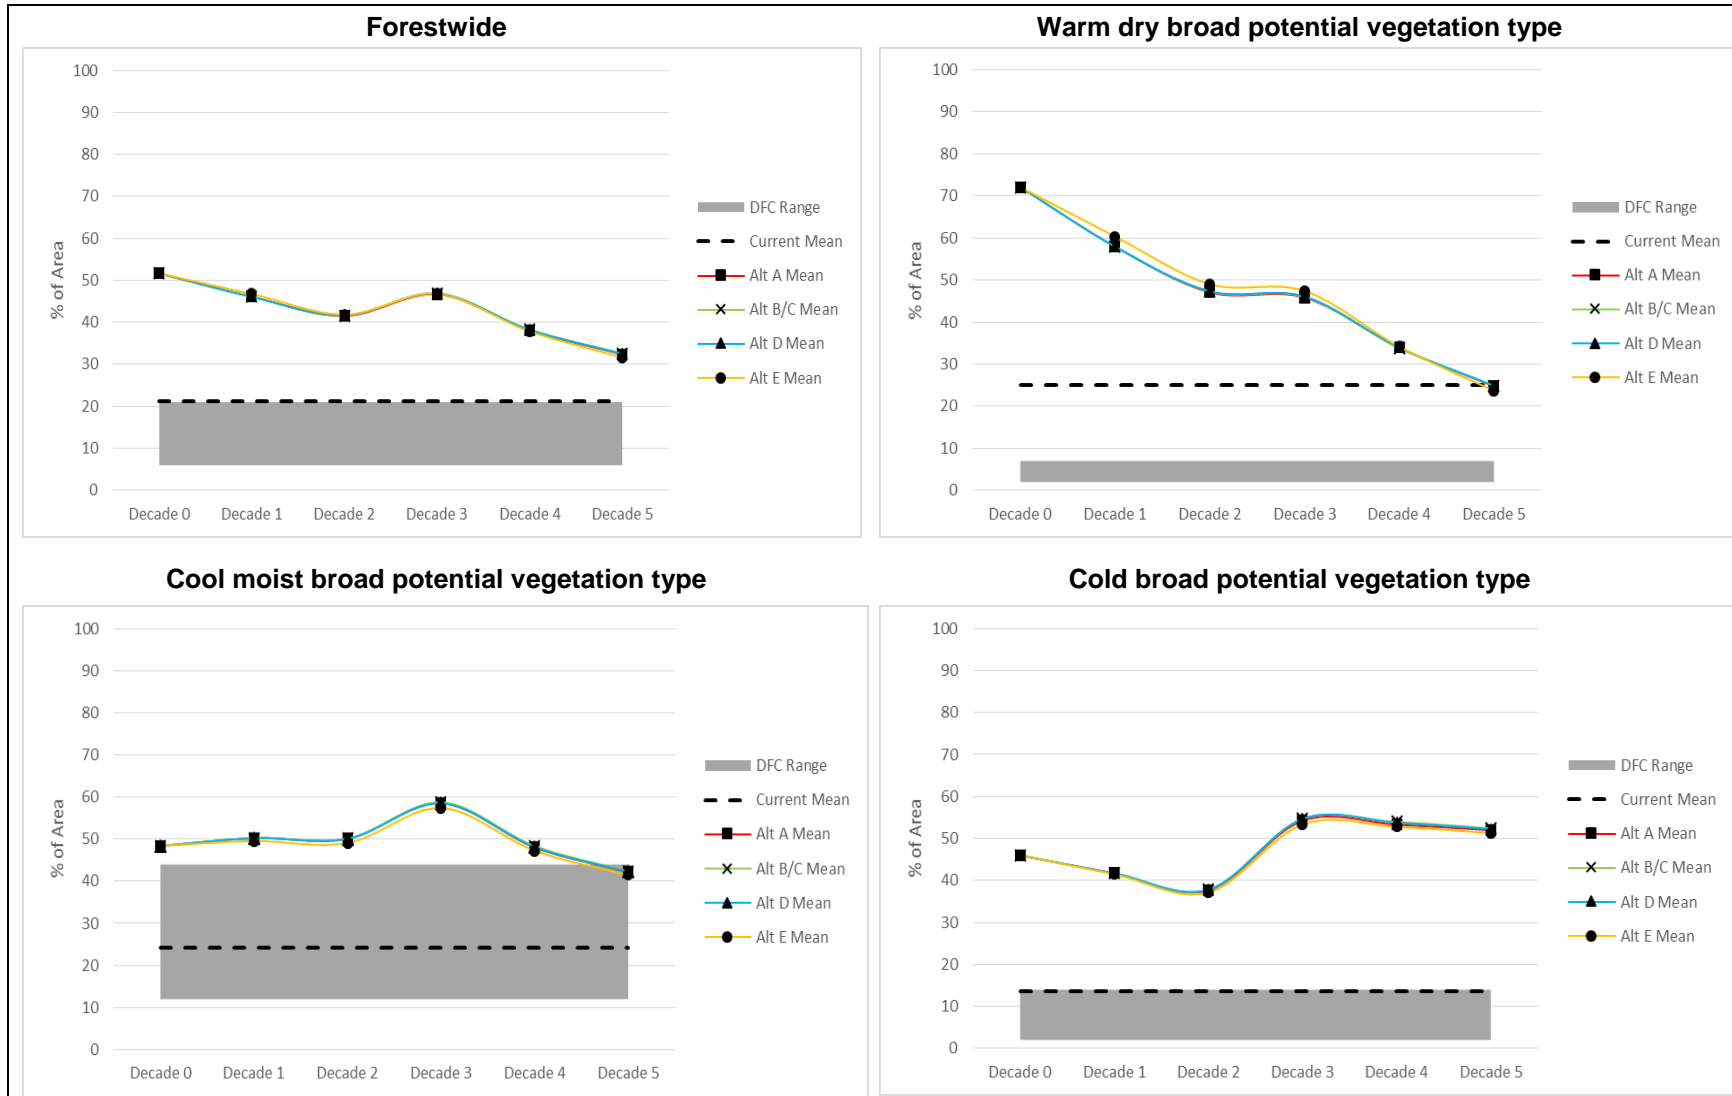 Forestwide
100
90
80
70
60
50
40
30
20
10
0
% of Area
Decade 0 Decade 1 Decade 2 Decade 3 Decade 4 Decade 5
DFC Range
Current Mean
Alt A Mean
Alt B/C Mean
Alt D Mean
Alt E Mean
Warm dry broad potential vegetation type
100
90
80
70
60
50
40
30
20
10
0
% of Area
Decade 0 Decade 1 Decade 2 Decade 3 Decade 4 Decade 5
DFC Range
Current Mean
Alt A Mean
Alt B/C Mean
Alt D Mean
Alt E Mean
Cool moist broad potential vegetation type
100
90
80
70
60
50
40
30
20
10
0
% of Area
Decade 0 Decade 1 Decade 2 Decade 3 Decade 4 Decade 5
DFC Range
Current Mean
Alt A Mean
Alt B/C Mean
Alt D Mean
Alt E Mean
Cold broad potential vegetation type
100
90
80
70
60
50
40
30
20
10
0
% of Area
Decade 0 Decade 1 Decade 2 Decade 3 Decade 4 Decade 5
DFC Range
Current Mean
Alt A Mean
Alt B/C Mean
Alt D Mean
Alt E Mean